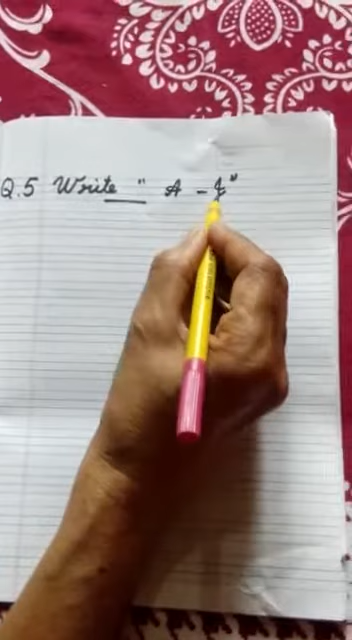 Q.5 Write " A - I "